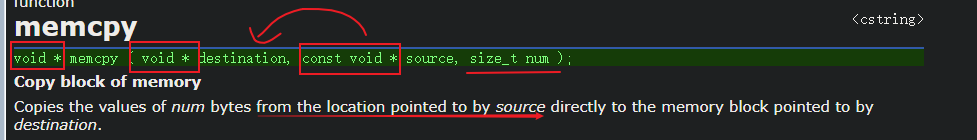 function
memcpy
<cstring>
void * memcpy ( void * destination, const void * source, size_t num );
Copy block of memory
Copies the values of num bytes from the location pointed to by source directly to the memory block pointed to by
destination.